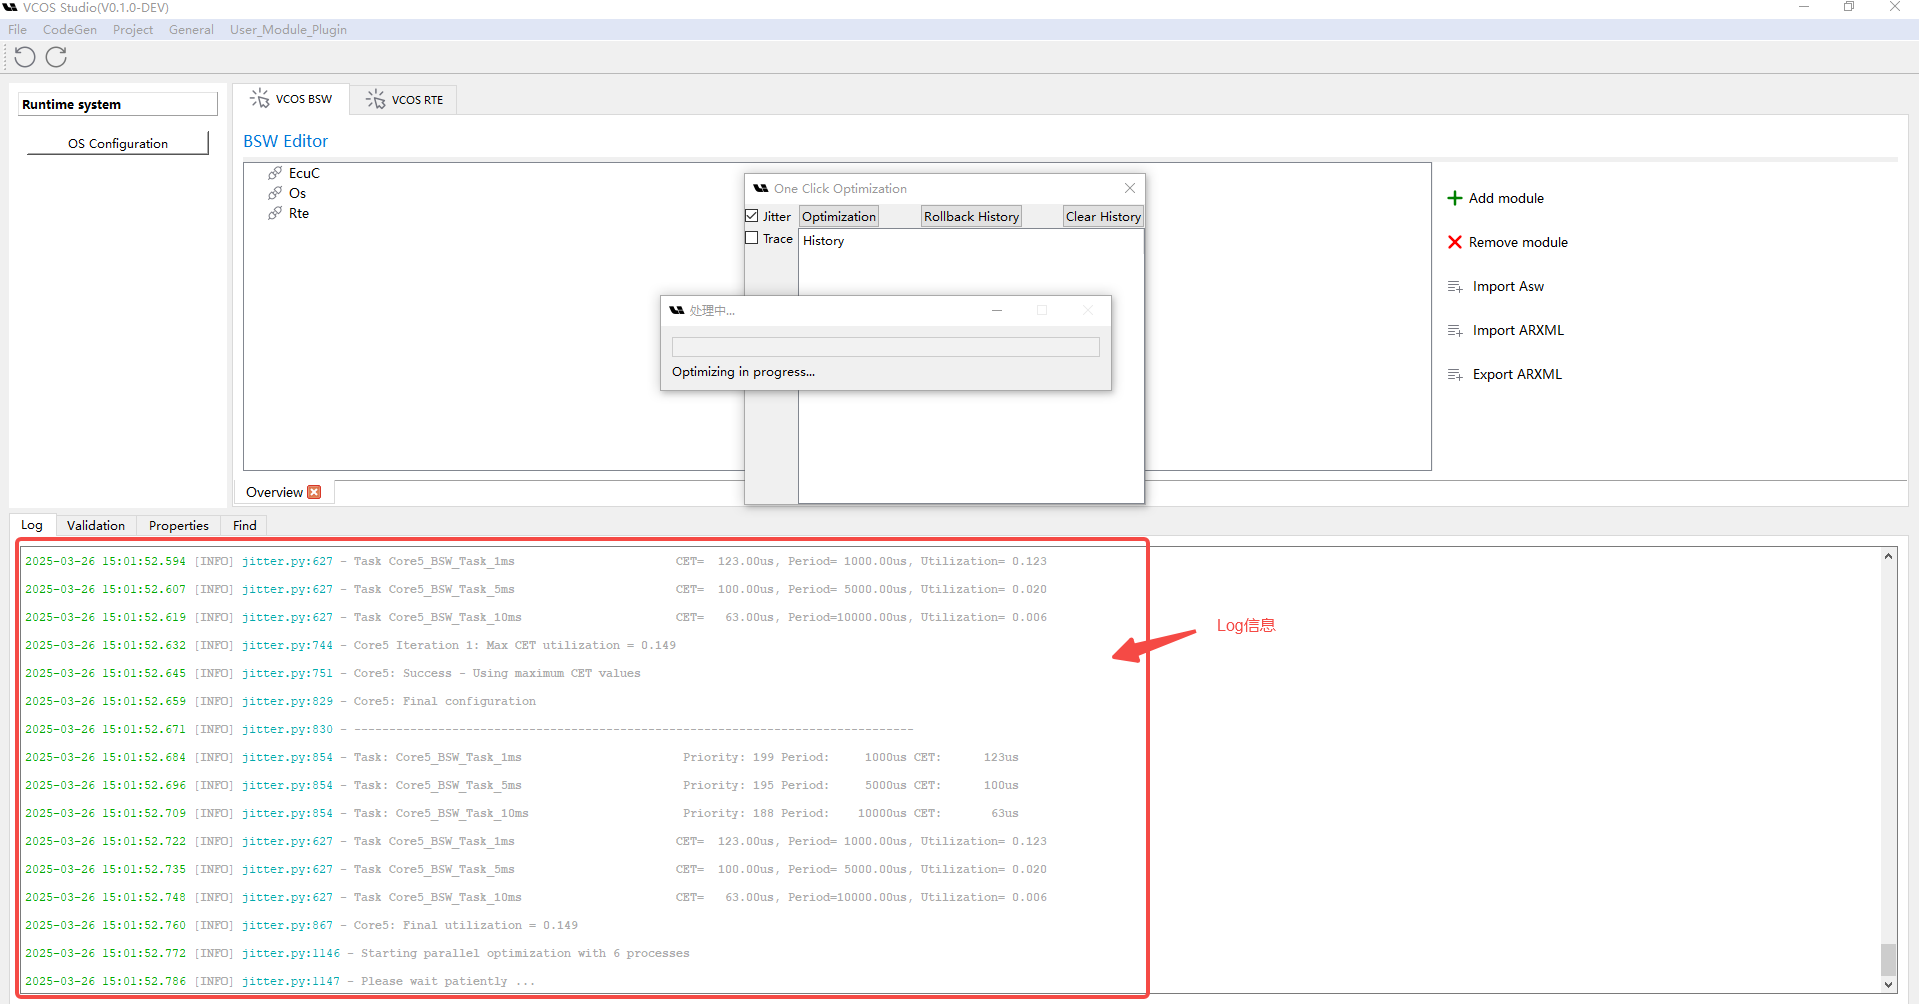 VCOS Studio(V0.1.0-DEV)
File CodeGen Project General User_Module_Plugin
Runtime system
OS Configuration
VCOS BSW VCOS RTE
BSW Editor
EcuC
Os
Rte
One Click Optimization
Jitter Optimization Rollback History Clear History
Trace History
处理中...
Optimizing in progress...
Add module
Remove module
Import Asw
Import ARXML
Export ARXML
Overview
Log Validation Properties Find
2025-03-26 15:01:52.594 [INFO] jitter.py:627 - Task Core5_BSW_Task_1ms CET= 123.00us, Period= 1000.00us, Utilization= 0.123
2025-03-26 15:01:52.607 [INFO] jitter.py:627 - Task Core5_BSW_Task_5ms CET= 100.00us, Period= 5000.00us, Utilization= 0.020
2025-03-26 15:01:52.619 [INFO] jitter.py:627 - Task Core5_BSW_Task_10ms CET= 63.00us, Period=10000.00us, Utilization= 0.006
2025-03-26 15:01:52.632 [INFO] jitter.py:744 - Core5 Iteration 1: Max CET utilization = 0.149
2025-03-26 15:01:52.645 [INFO] jitter.py:751 - Core5: Success - Using maximum CET values
2025-03-26 15:01:52.659 [INFO] jitter.py:829 - Core5: Final configuration
2025-03-26 15:01:52.671 [INFO] jitter.py:830 - --------------------------------------------------------------------------------
2025-03-26 15:01:52.684 [INFO] jitter.py:854 - Task: Core5_BSW_Task_1ms Priority: 199 Period: 1000us CET: 123us
2025-03-26 15:01:52.696 [INFO] jitter.py:854 - Task: Core5_BSW_Task_5ms Priority: 195 Period: 5000us CET: 100us
2025-03-26 15:01:52.709 [INFO] jitter.py:854 - Task: Core5_BSW_Task_10ms Priority: 188 Period: 10000us CET: 63us
2025-03-26 15:01:52.722 [INFO] jitter.py:627 - Task Core5_BSW_Task_1ms CET= 123.00us, Period= 1000.00us, Utilization= 0.123
2025-03-26 15:01:52.735 [INFO] jitter.py:627 - Task Core5_BSW_Task_5ms CET= 100.00us, Period= 5000.00us, Utilization= 0.020
2025-03-26 15:01:52.748 [INFO] jitter.py:627 - Task Core5_BSW_Task_10ms CET= 63.00us, Period=10000.00us, Utilization= 0.006
2025-03-26 15:01:52.760 [INFO] jitter.py:867 - Core5: Final utilization = 0.149
2025-03-26 15:01:52.772 [INFO] jitter.py:1146 - Starting parallel optimization with 6 processes
2025-03-26 15:01:52.786 [INFO] jitter.py:1147 - Please wait patiently ...
Log信息